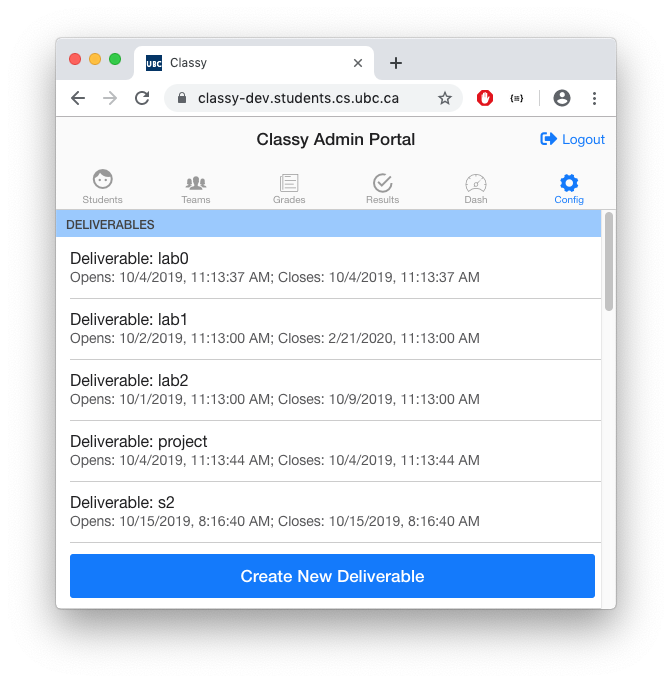 UBC Classy
classy-dev.students.cs.ubc.ca
Classy Admin Portal
Logout
Students Teams Grades Results Dash Config
DELIVERABLES
Deliverable: lab0
Opens: 10/4/2019, 11:13:37 AM; Closes: 10/4/2019, 11:13:37 AM
Deliverable: lab1
Opens: 10/2/2019, 11:13:00 AM; Closes: 2/21/2020, 11:13:00 AM
Deliverable: lab2
Opens: 10/1/2019, 11:13:00 AM; Closes: 10/9/2019, 11:13:00 AM
Deliverable: project
Opens: 10/4/2019, 11:13:44 AM; Closes: 10/4/2019, 11:13:44 AM
Deliverable: s2
Opens: 10/15/2019, 8:16:40 AM; Closes: 10/15/2019, 8:16:40 AM
Create New Deliverable